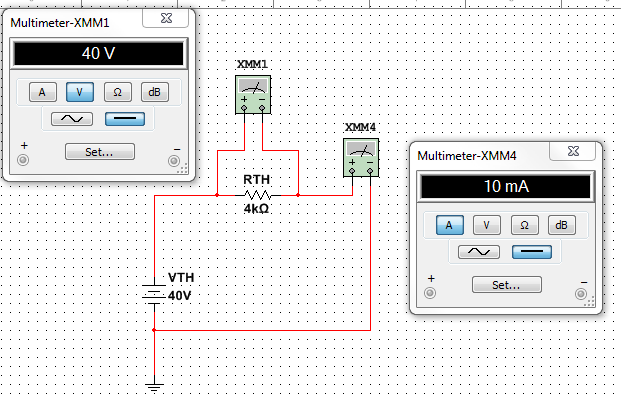 Multimeter-XMM1
40 V
A V Ω dB
+ −
Set...
XMM1
+ −
XMM4
+ −
RTH
4kΩ
VTH
40V
Multimeter-XMM4
10 mA
A V Ω dB
+ −
Set...